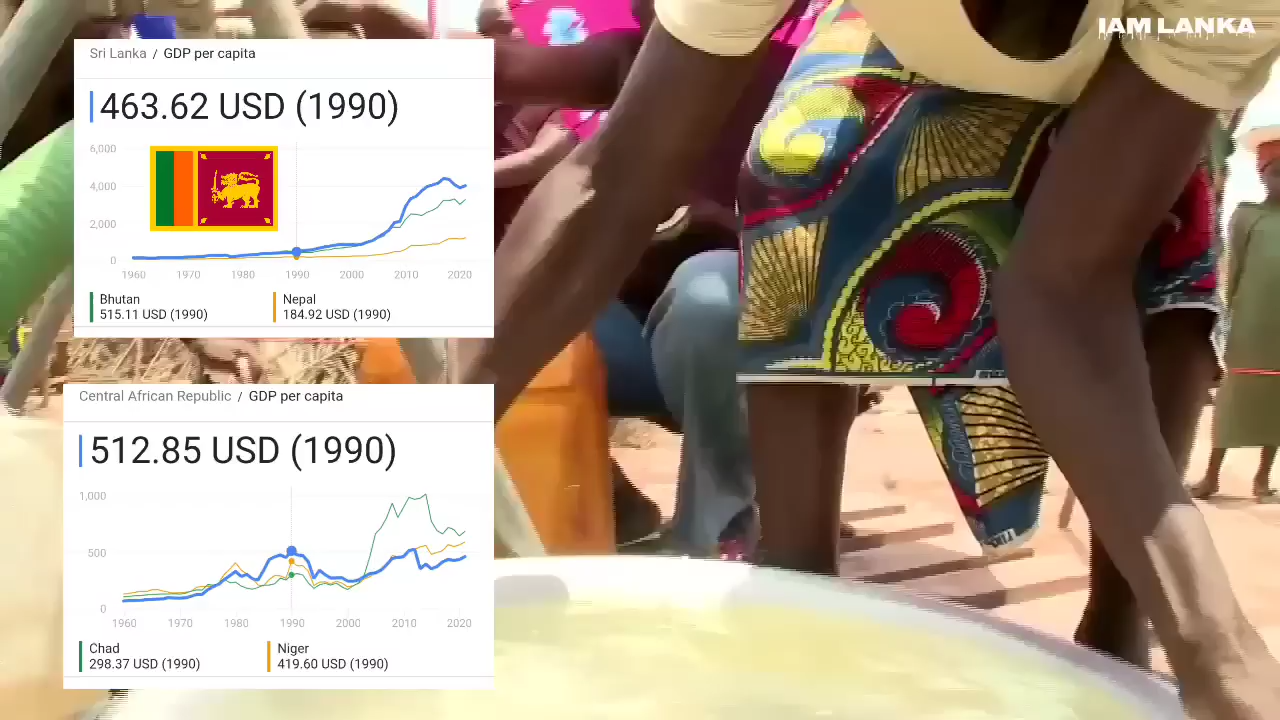 IAM LANKA
Sri Lanka / GDP per capita
463.62 USD (1990)
6,000
4,000
2,000
0
1960 1970 1980 1990 2000 2010 2020
Bhutan
515.11 USD (1990)
Nepal
184.92 USD (1990)
Central African Republic / GDP per capita
512.85 USD (1990)
1,000
500
0
1960 1970 1980 1990 2000 2010 2020
Chad
298.37 USD (1990)
Niger
419.60 USD (1990)